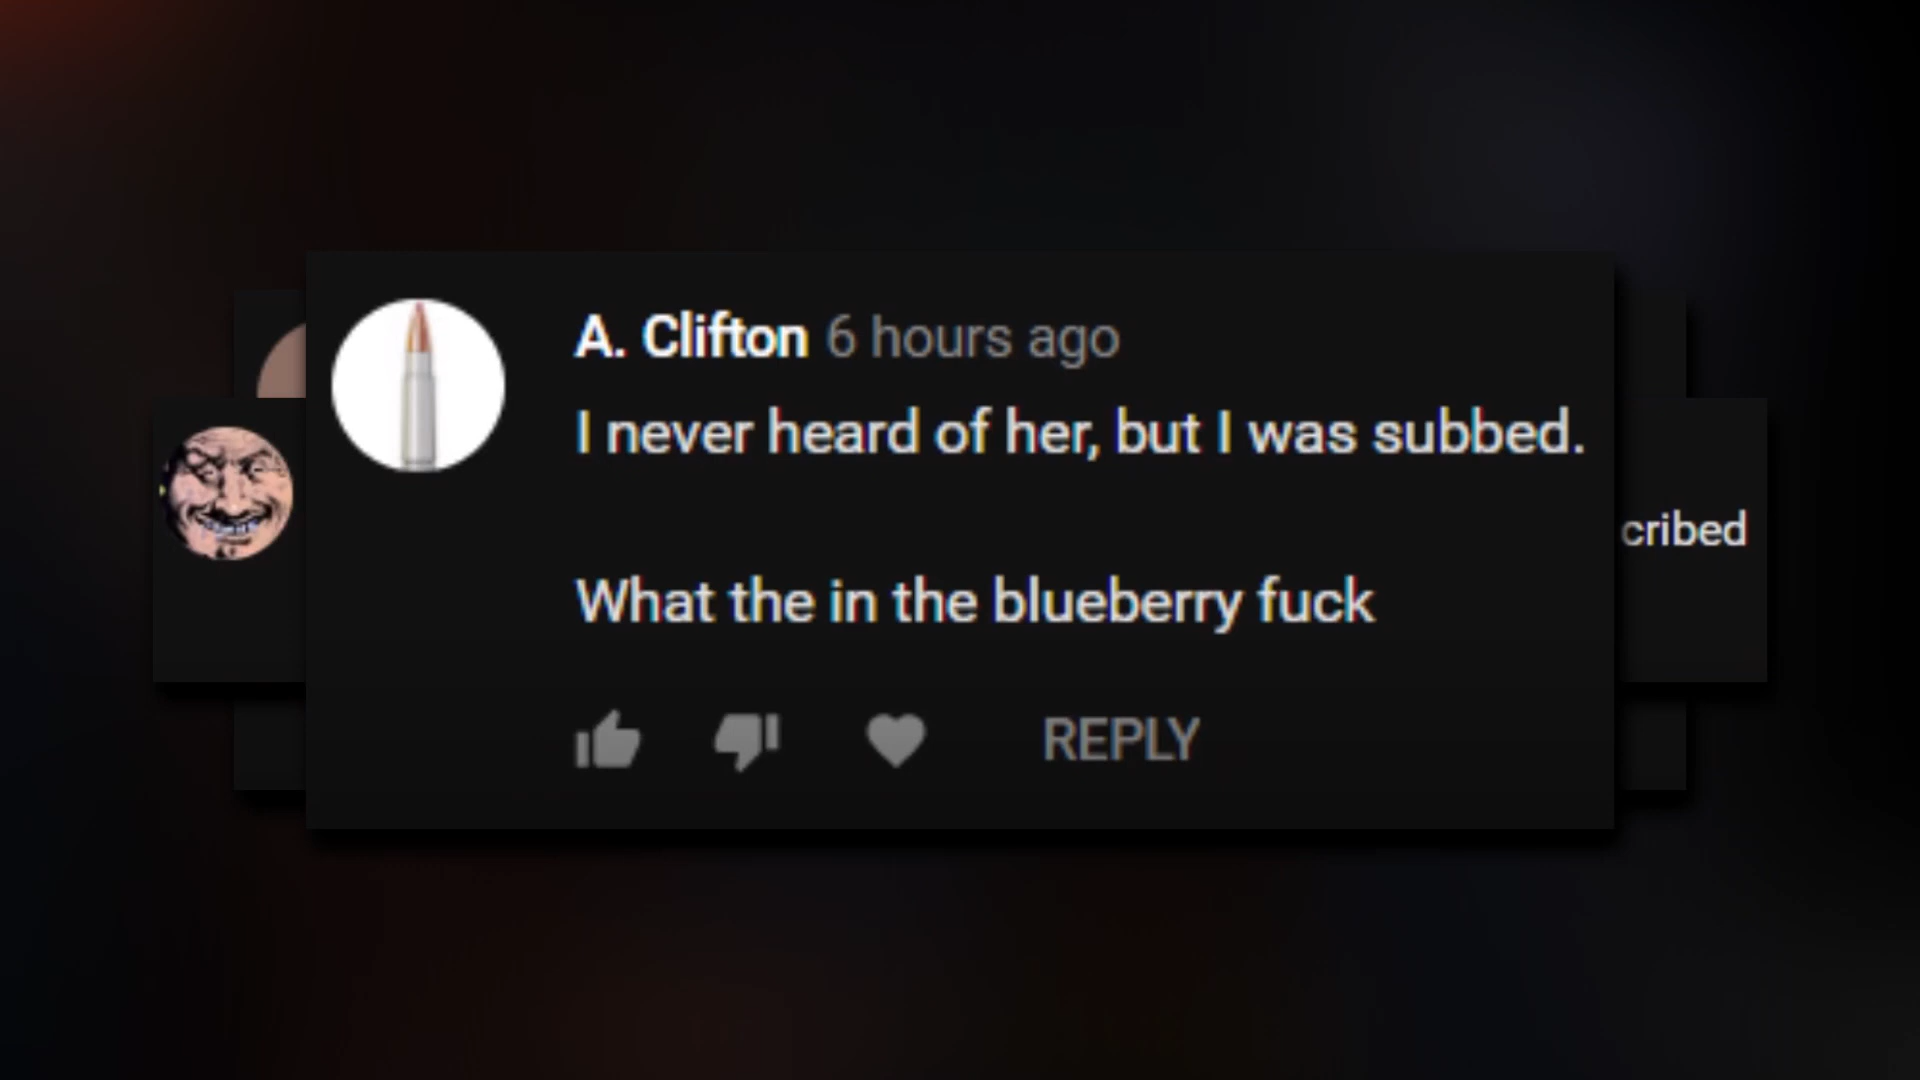 A. Clifton 6 hours ago
I never heard of her, but I was subbed.
What the in the blueberry fuck
REPLY
cribed